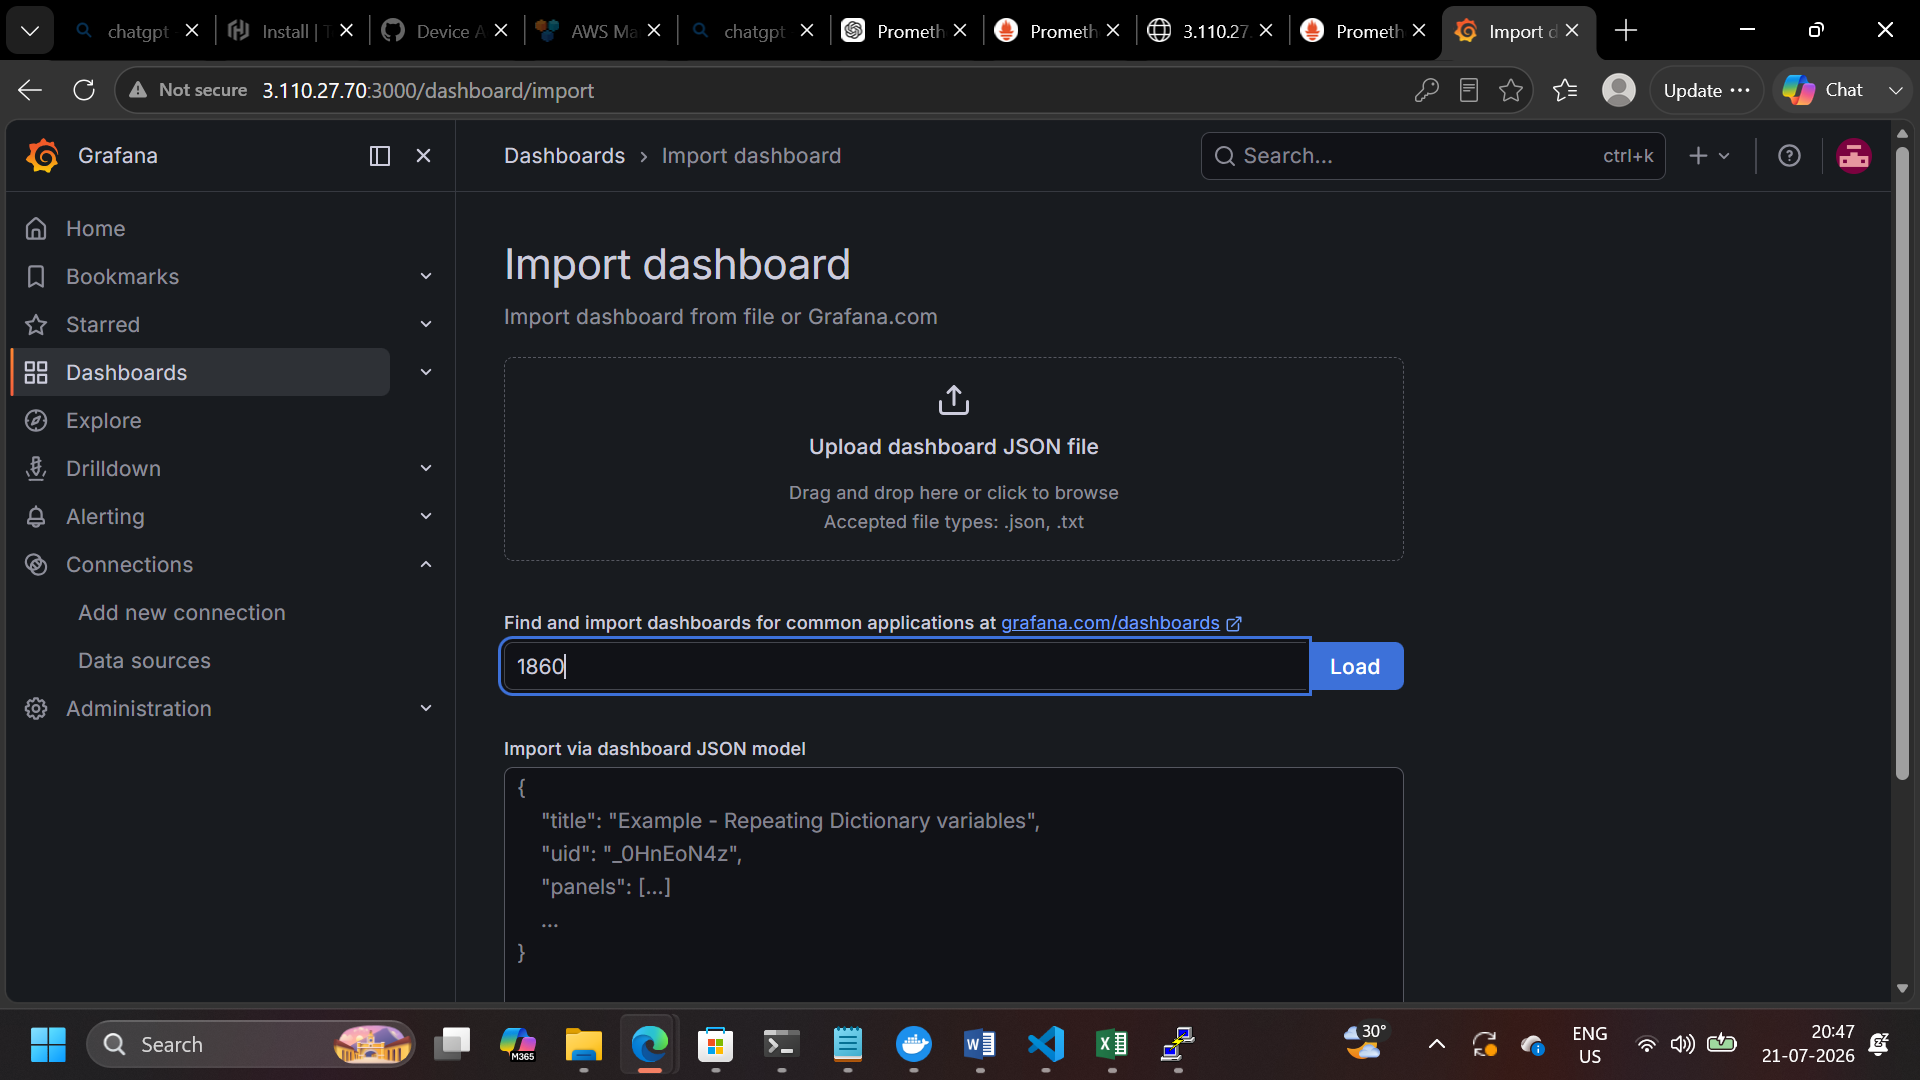 chatgpt
Install | T
Device A
AWS Ma
chatgpt
Prometh
Prometh
3.110.27.
Prometh
Import d
Not secure 3.110.27.70:3000/dashboard/import
Update
Chat
Grafana
Dashboards › Import dashboard
Search...
ctrl+k
Home
Bookmarks
Starred
Dashboards
Explore
Drilldown
Alerting
Connections
Add new connection
Data sources
Administration
Import dashboard
Import dashboard from file or Grafana.com
Upload dashboard JSON file
Drag and drop here or click to browse
Accepted file types: .json, .txt
Find and import dashboards for common applications at grafana.com/dashboards
1860
Load
Import via dashboard JSON model
{
"title": "Example - Repeating Dictionary variables",
"uid": "_0HnEoN4z",
"panels": [...]
...
}
Search
M365
30°
ENG
US
20:47
21-07-2026